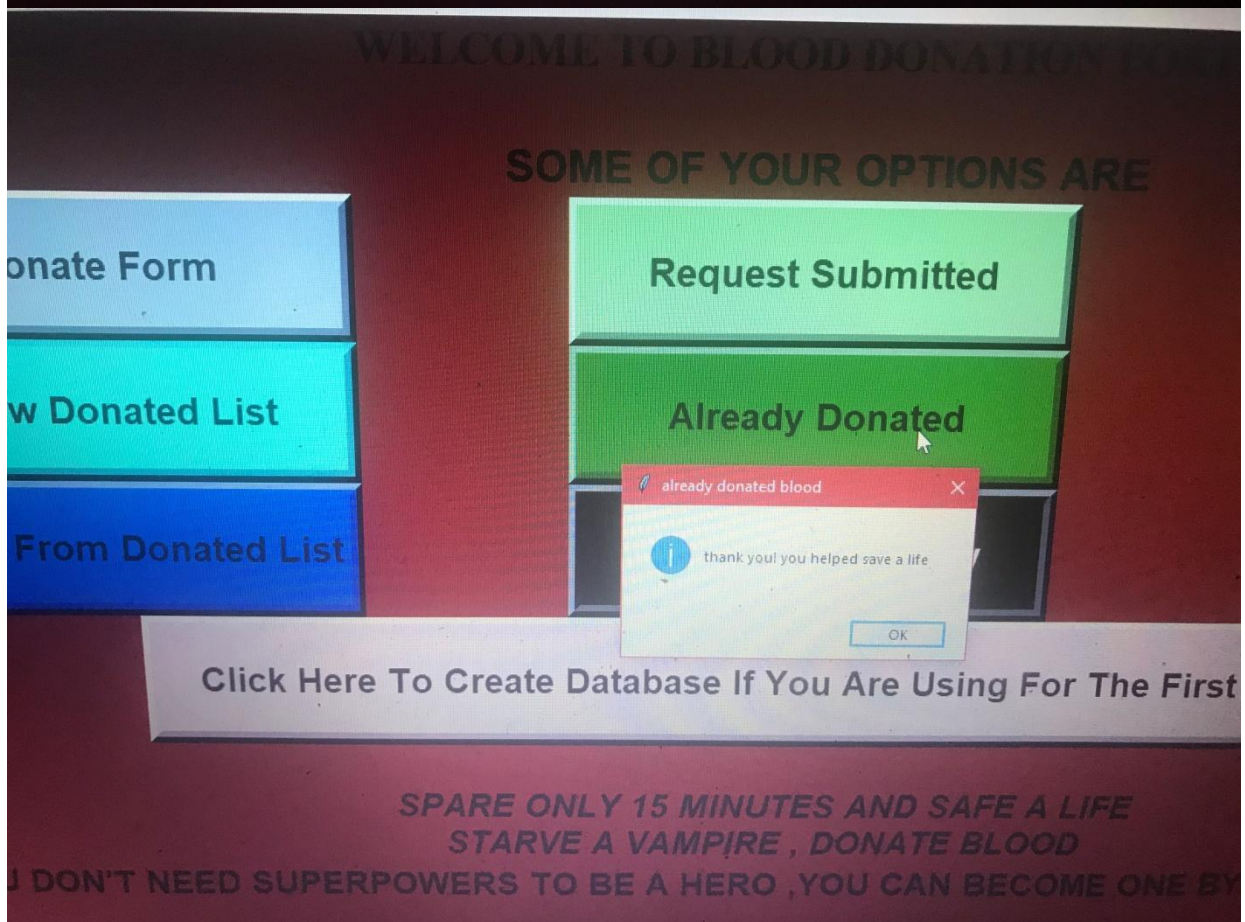 WELCOME TO BLOOD DONATION
SOME OF YOUR OPTIONS ARE
onate Form
Request Submitted
w Donated List
Already Donated
already donated blood
thank you! you helped save a life
From Donated List
OK
Click Here To Create Database If You Are Using For The First
SPARE ONLY 15 MINUTES AND SAFE A LIFE
STARVE A VAMPIRE , DONATE BLOOD
DON'T NEED SUPERPOWERS TO BE A HERO ,YOU CAN BECOME ONE BY